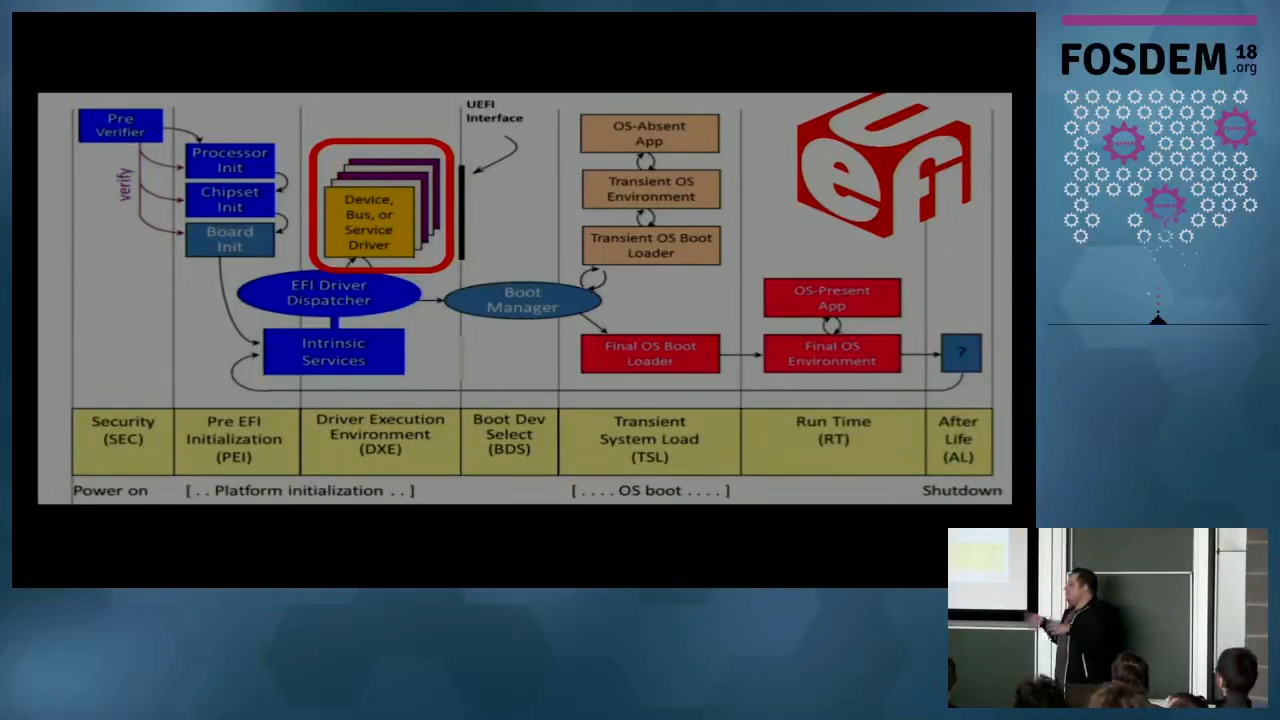 FOSDEM 18
.org
UEFI
Interface
Pre
Verifier
verify
Processor
Init
Chipset
Init
Board
Init
Device,
Bus, or
Service
Driver
EFI Driver
Dispatcher
Intrinsic
Services
Boot
Manager
OS-Absent
App
Transient OS
Environment
Transient OS Boot
Loader
Final OS Boot
Loader
UEFI
OS-Present
App
Final OS
Environment
?
Security
(SEC)
Pre EFI
Initialization
(PEI)
Driver Execution
Environment
(DXE)
Boot Dev
Select
(BDS)
Transient
System Load
(TSL)
Run Time
(RT)
After
Life
(AL)
Power on
[ . . Platform initialization . . ]
[ . . . . OS boot . . . . ]
Shutdown